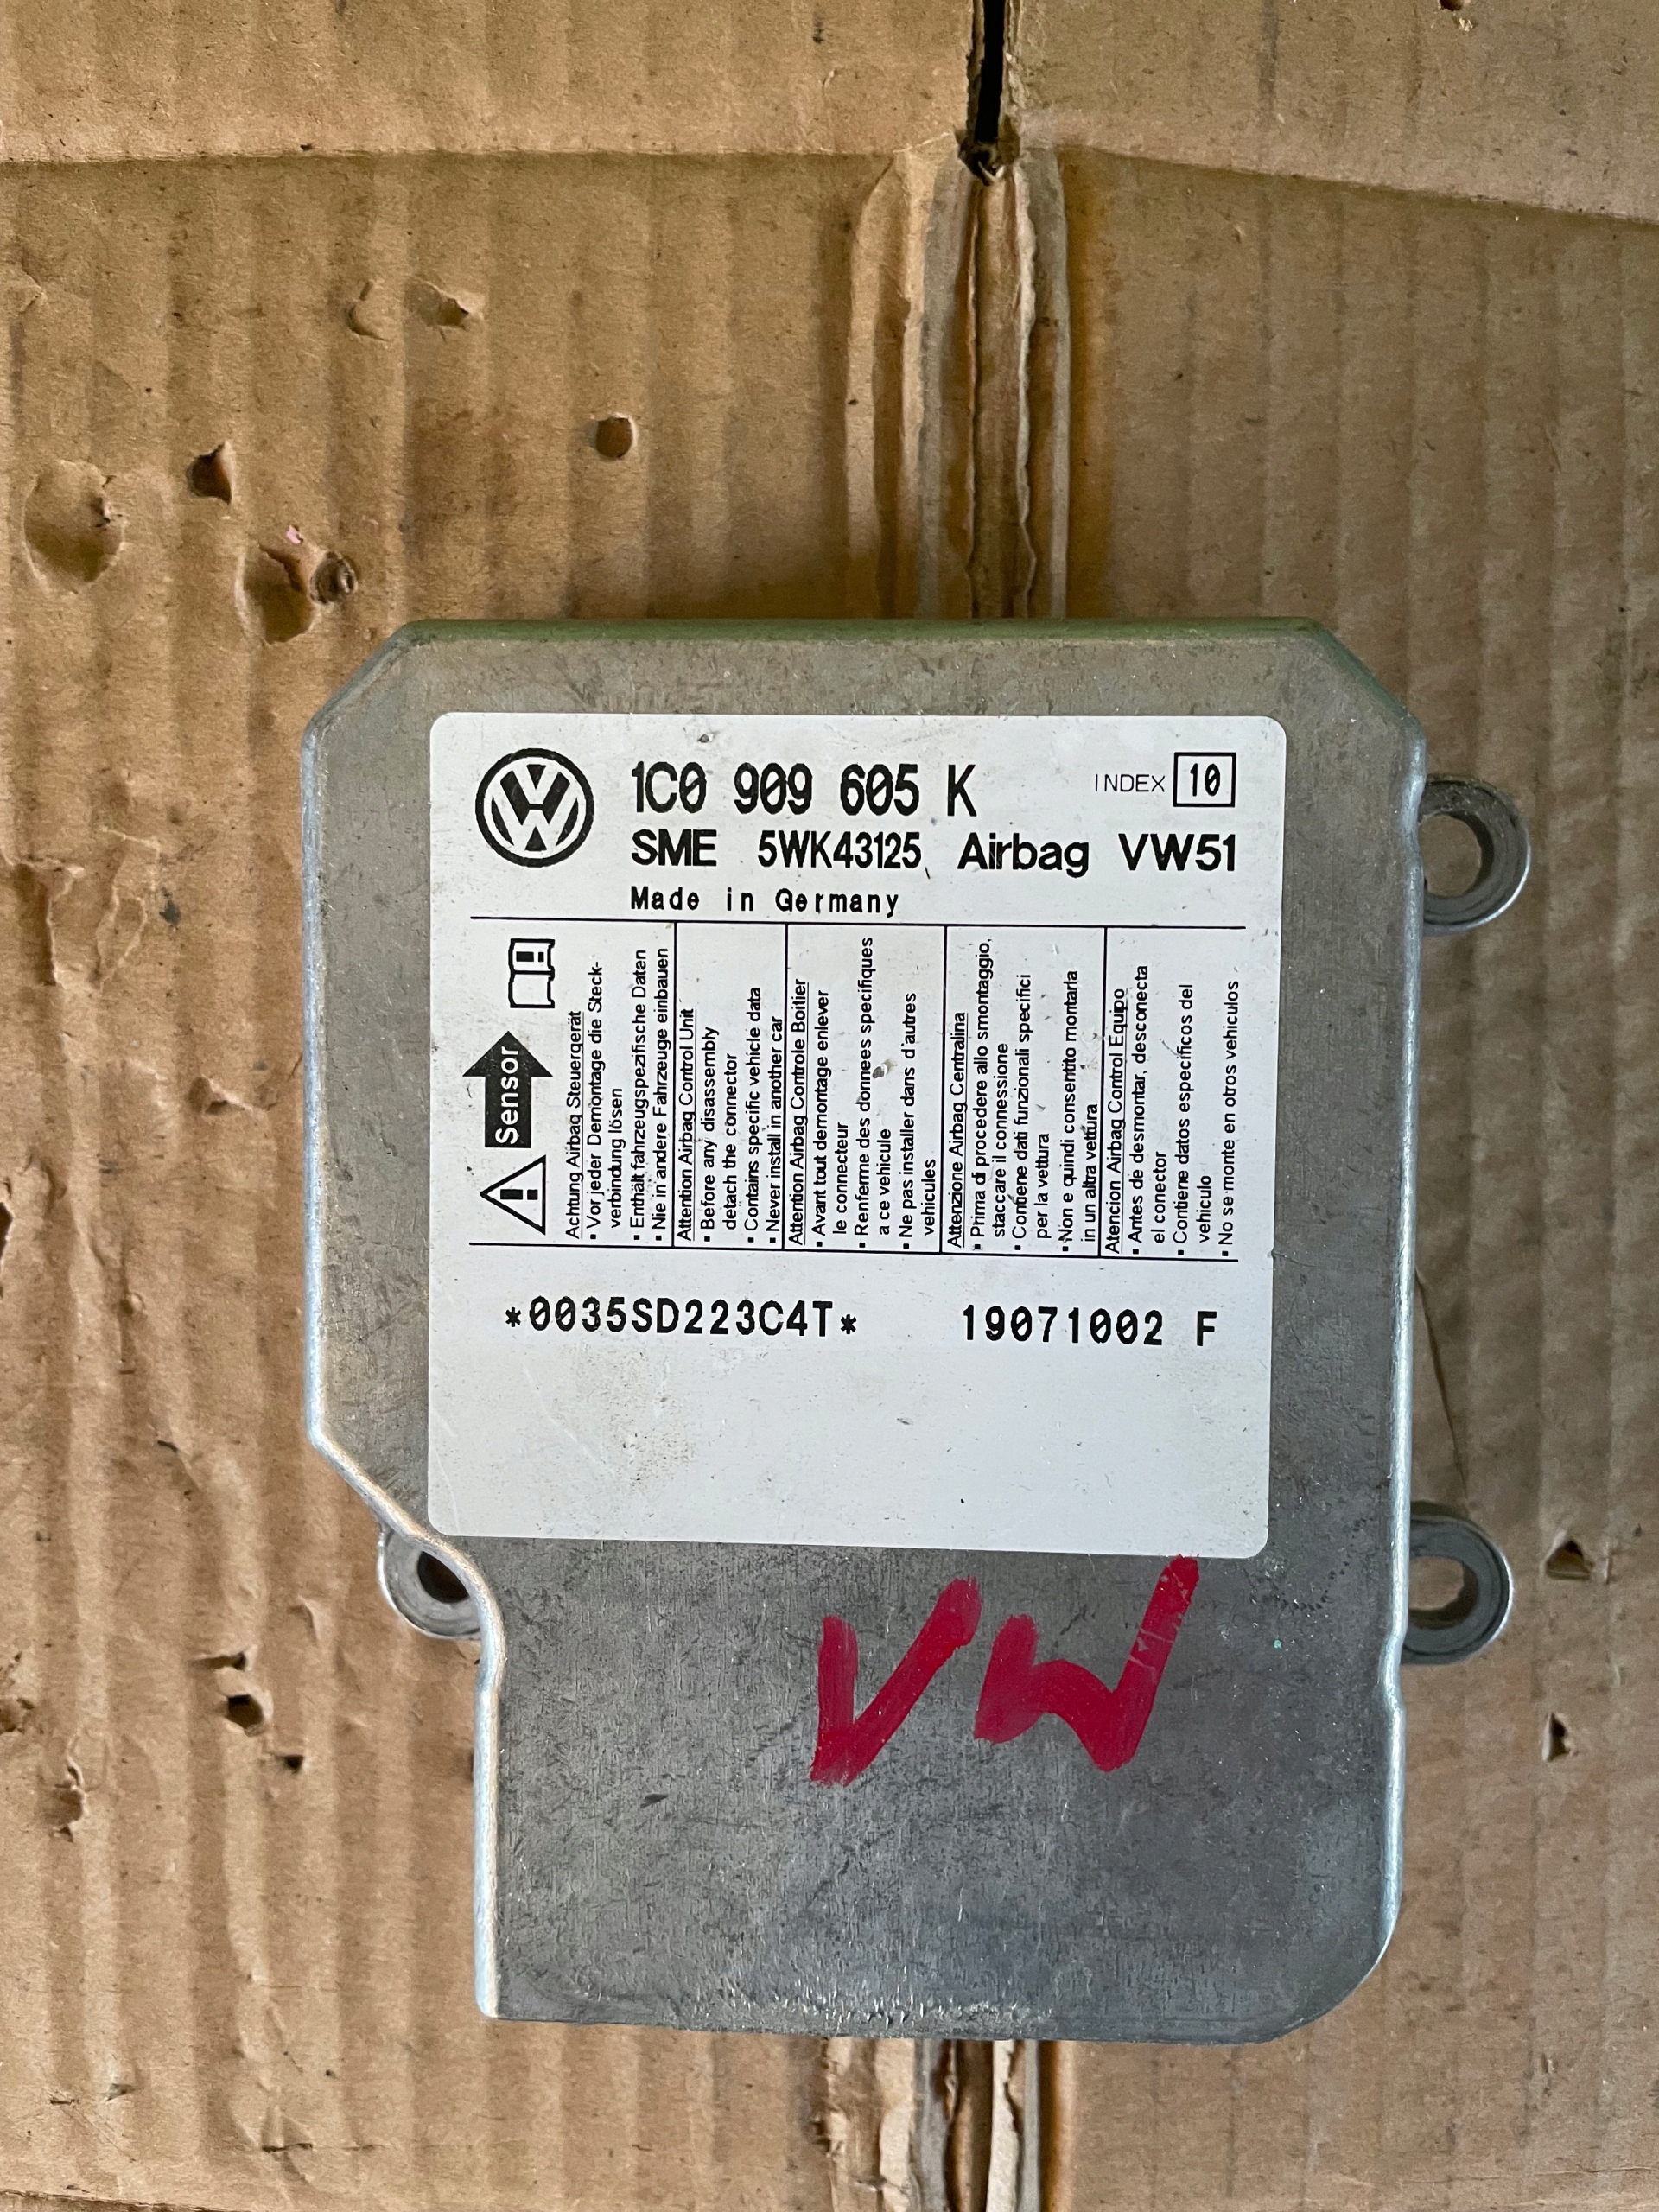 1C0 909 605 K
INDEX 10
SME 5WK43125 Airbag VW51
Made in Germany
Sensor
Achtung Airbag Steuergerät
▪ Vor jeder Demontage die Steck-
verbindung lösen
▪ Enthält fahrzeugspezifische Daten
▪ Nie in andere Fahrzeuge einbauen
Attention Airbag Control Unit
▪ Before any disassembly
detach the connector
▪ Contains specific vehicle data
▪ Never install in another car
Attention Airbag Controle Boitier
▪ Avant tout demontage enlever
le connecteur
▪ Renferme des donnees specifiques
a ce vehicule
▪ Ne pas installer dans d'autres
vehicules
Attenzione Airbag Centralina
▪ Prima di procedere allo smontaggio,
staccare il connessione
▪ Contiene dati funzionali specifici
per la vettura
▪ Non e quindi consentito montarla
in un altra vettura
Atencion Airbag Control Equipo
▪ Antes de desmontar, desconecta
el conector
▪ Contiene datos especificos del
vehiculo
▪ No se monte en otros vehiculos
*0035SD223C4T* 19071002 F
VW